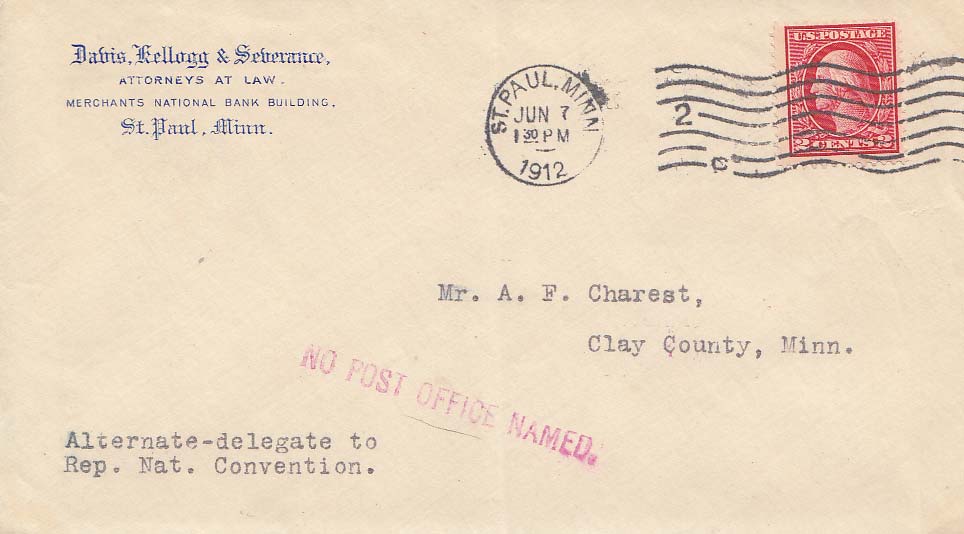 Davis, Kellogg & Severance,
ATTORNEYS AT LAW.
MERCHANTS NATIONAL BANK BUILDING,
St. Paul, Minn.
ST. PAUL, MINN
JUN 7
1 30 PM
1912
2
C
U.S. POSTAGE
2 CENTS 2
Mr. A. F. Charest,
Clay County, Minn.
NO POST OFFICE NAMED.
Alternate-delegate to
Rep. Nat. Convention.